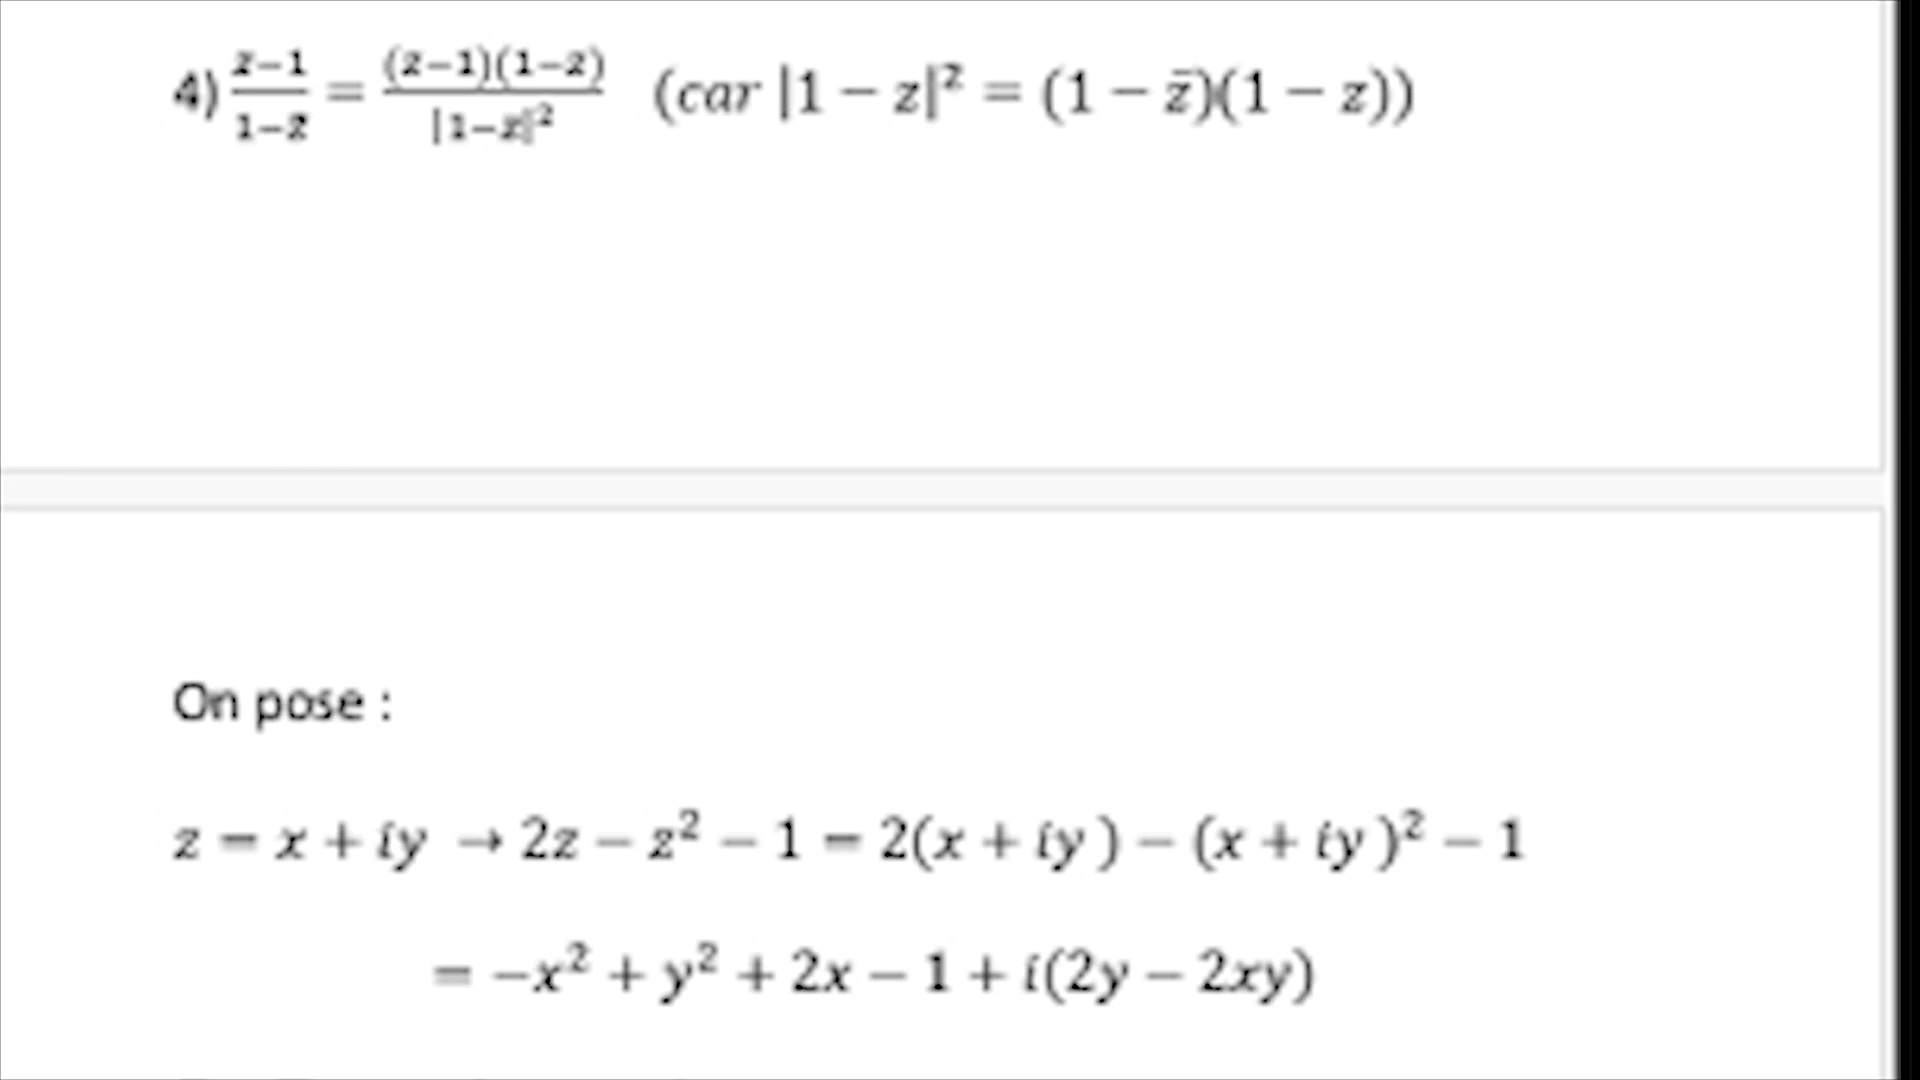 4) z−1/1−z̄ = (z−1)(1−z)/|1−z|² (car |1 − z|² = (1 − z̄)(1 − z))
On pose :
z = x + iy → 2z − z² − 1 = 2(x + iy ) − (x + iy )² − 1
= −x² + y² + 2x − 1 + i(2y − 2xy)